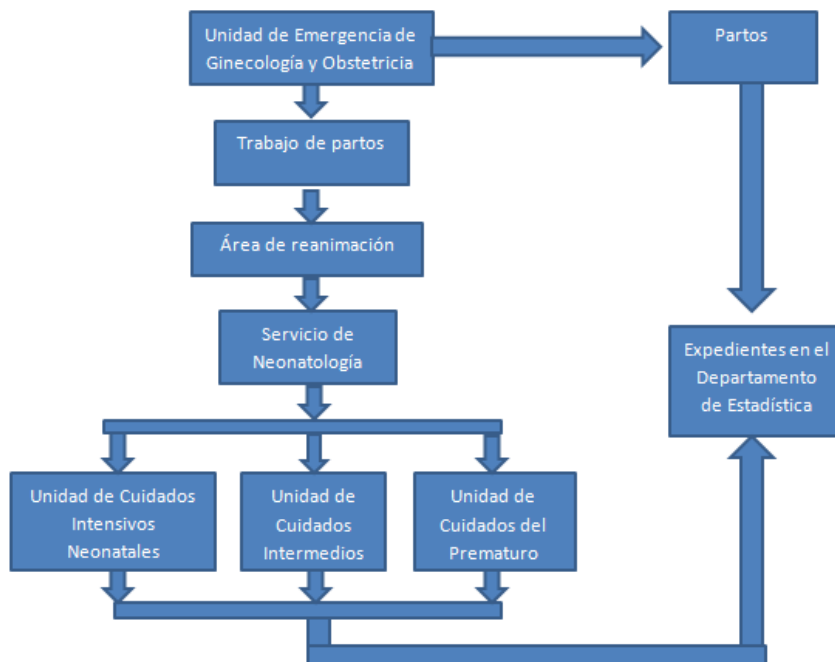 Unidad de Emergencia de
Ginecología y Obstetricia
Partos
Trabajo de partos
Área de reanimación
Servicio de
Neonatología
Expedientes en el
Departamento
de Estadística
Unidad de Cuidados
Intensivos
Neonatales
Unidad de
Cuidados
Intermedios
Unidad de
Cuidados del
Prematuro